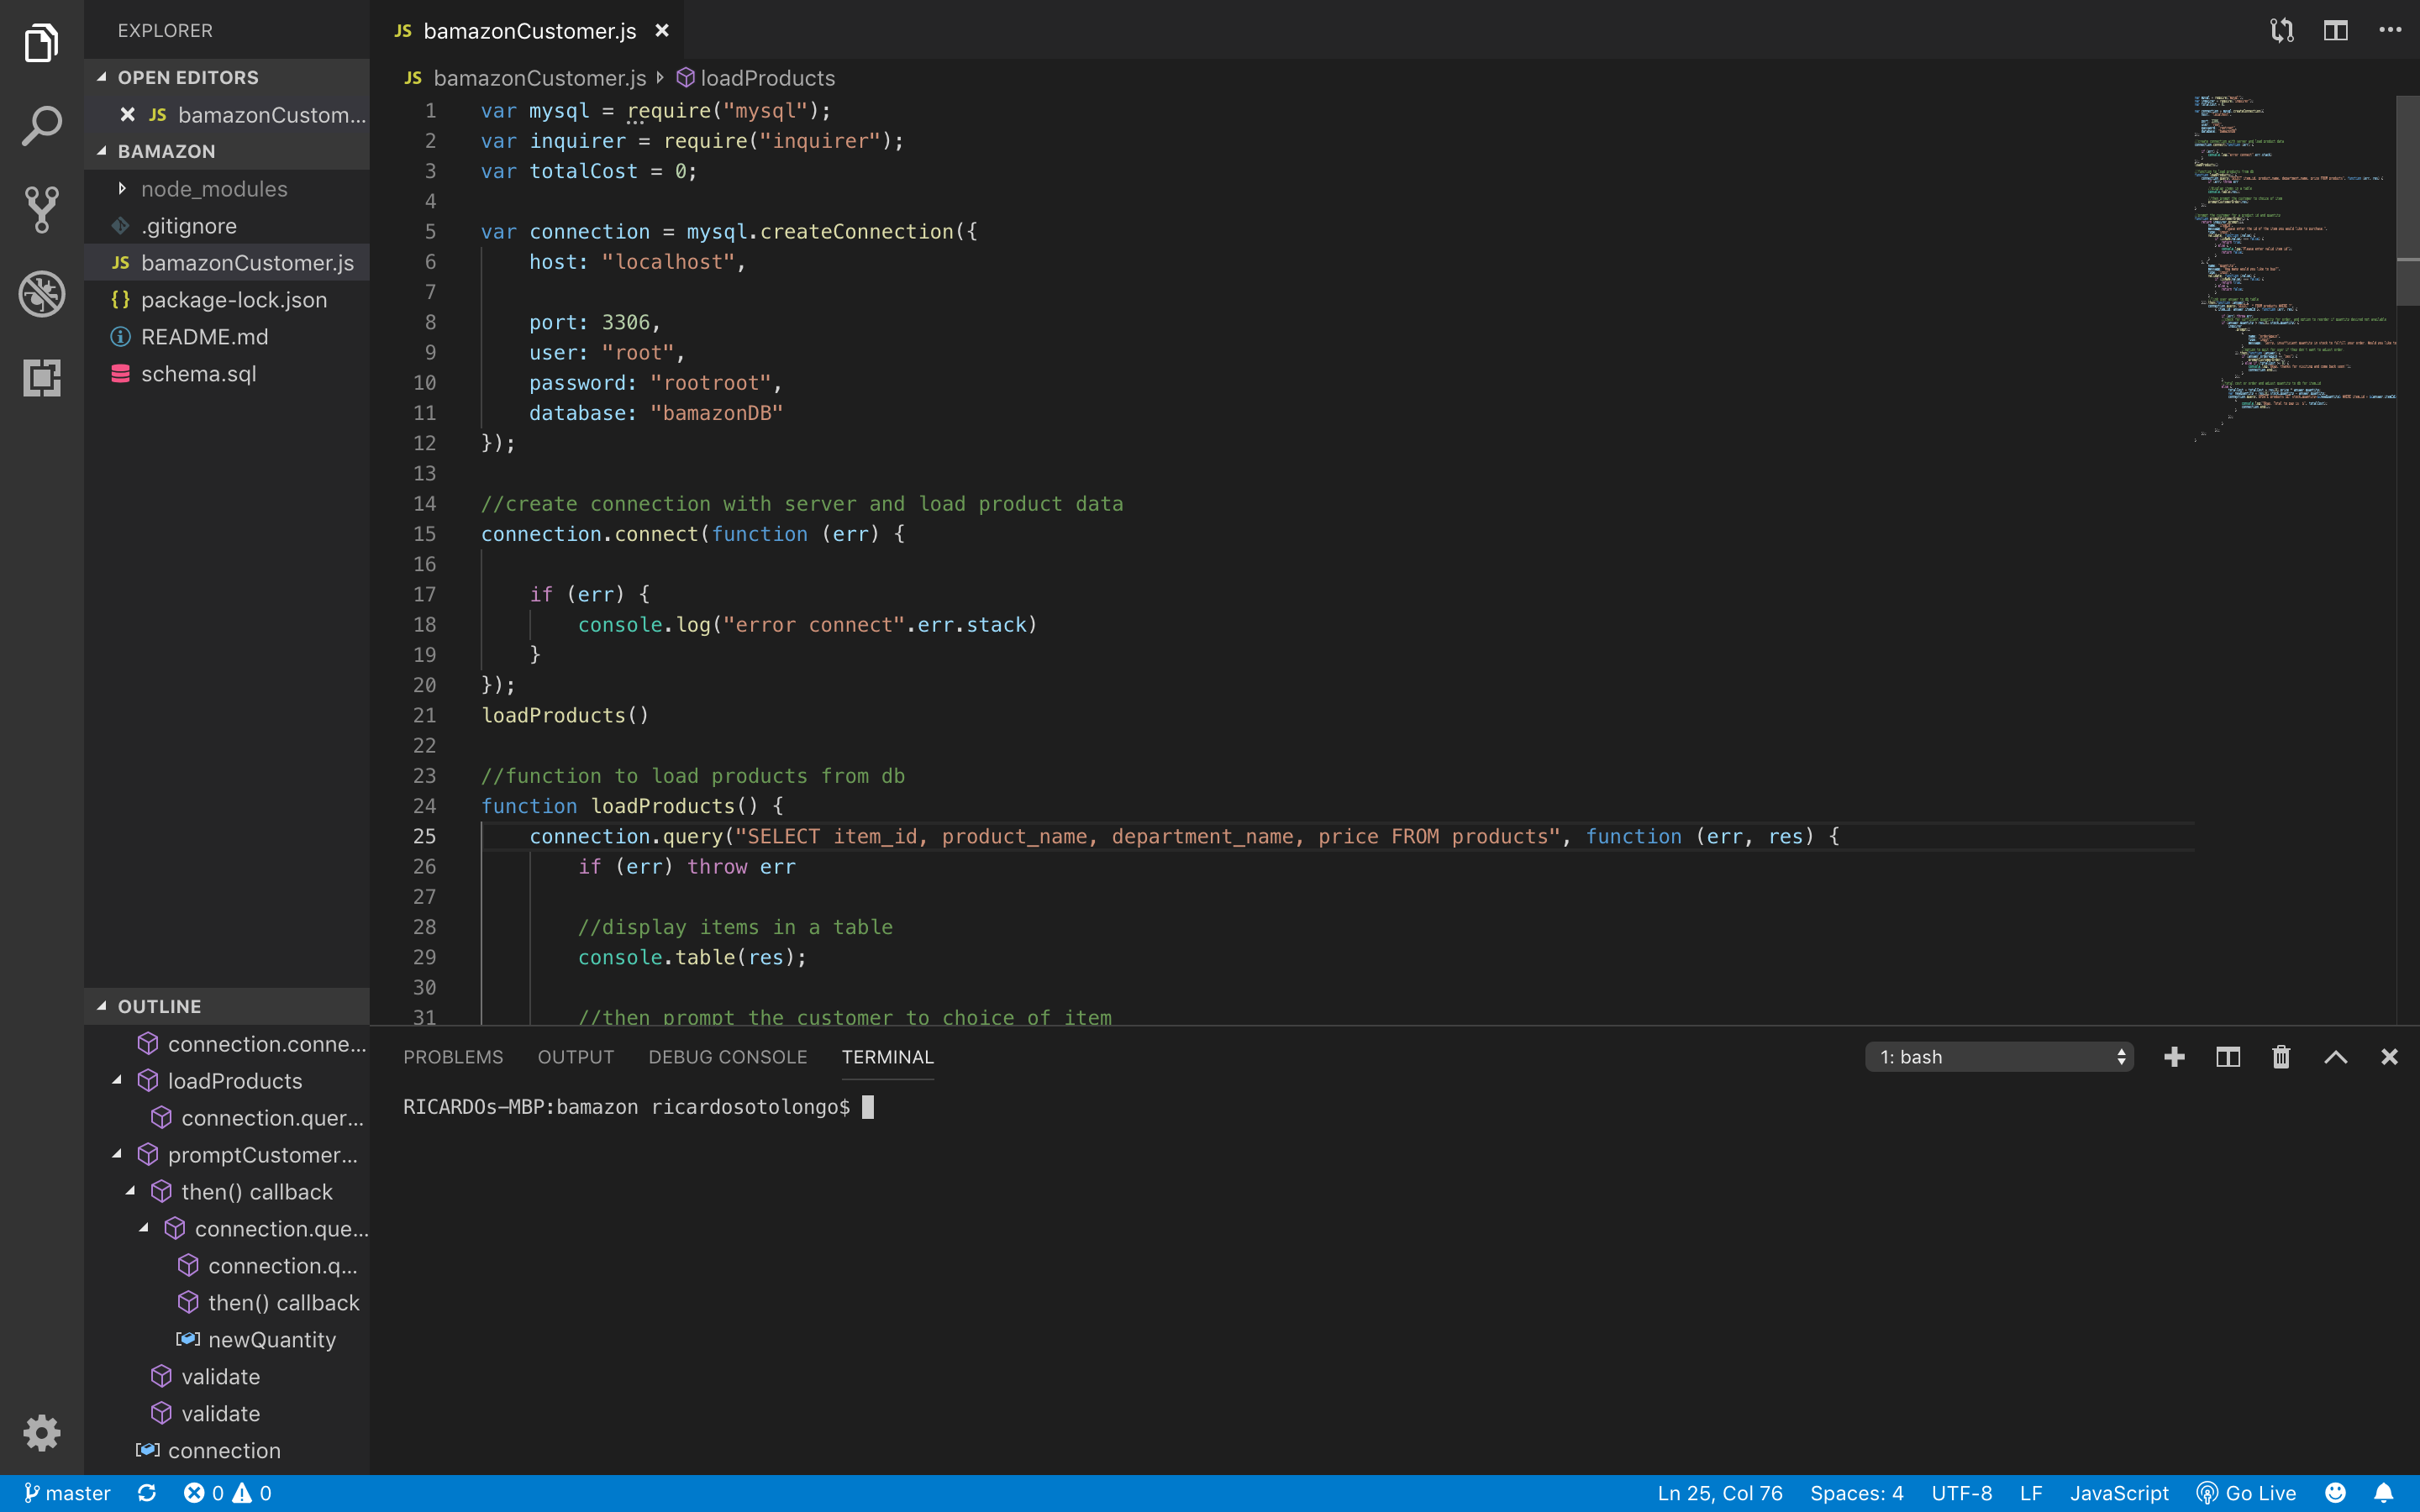 EXPLORER
OPEN EDITORS
JS bamazonCustom...
BAMAZON
node_modules
.gitignore
JS bamazonCustomer.js
{} package-lock.json
README.md
schema.sql
OUTLINE
connection.conne...
loadProducts
connection.quer...
promptCustomer...
then() callback
connection.que...
connection.q...
then() callback
newQuantity
validate
validate
connection
JS bamazonCustomer.js
JS bamazonCustomer.js loadProducts
1 var mysql = require("mysql");
2 var inquirer = require("inquirer");
3 var totalCost = 0;
4
5 var connection = mysql.createConnection({
6 host: "localhost",
7
8 port: 3306,
9 user: "root",
10 password: "rootroot",
11 database: "bamazonDB"
12 });
13
14 //create connection with server and load product data
15 connection.connect(function (err) {
16
17 if (err) {
18 console.log("error connect".err.stack)
19 }
20 });
21 loadProducts()
22
23 //function to load products from db
24 function loadProducts() {
25 connection.query("SELECT item_id, product_name, department_name, price FROM products", function (err, res) {
26 if (err) throw err
27
28 //display items in a table
29 console.table(res);
30
31 //then prompt the customer to choice of item
PROBLEMS OUTPUT DEBUG CONSOLE TERMINAL 1: bash
RICARDOs-MBP:bamazon ricardosotolongo$
master 0 0 Ln 25, Col 76 Spaces: 4 UTF-8 LF JavaScript Go Live